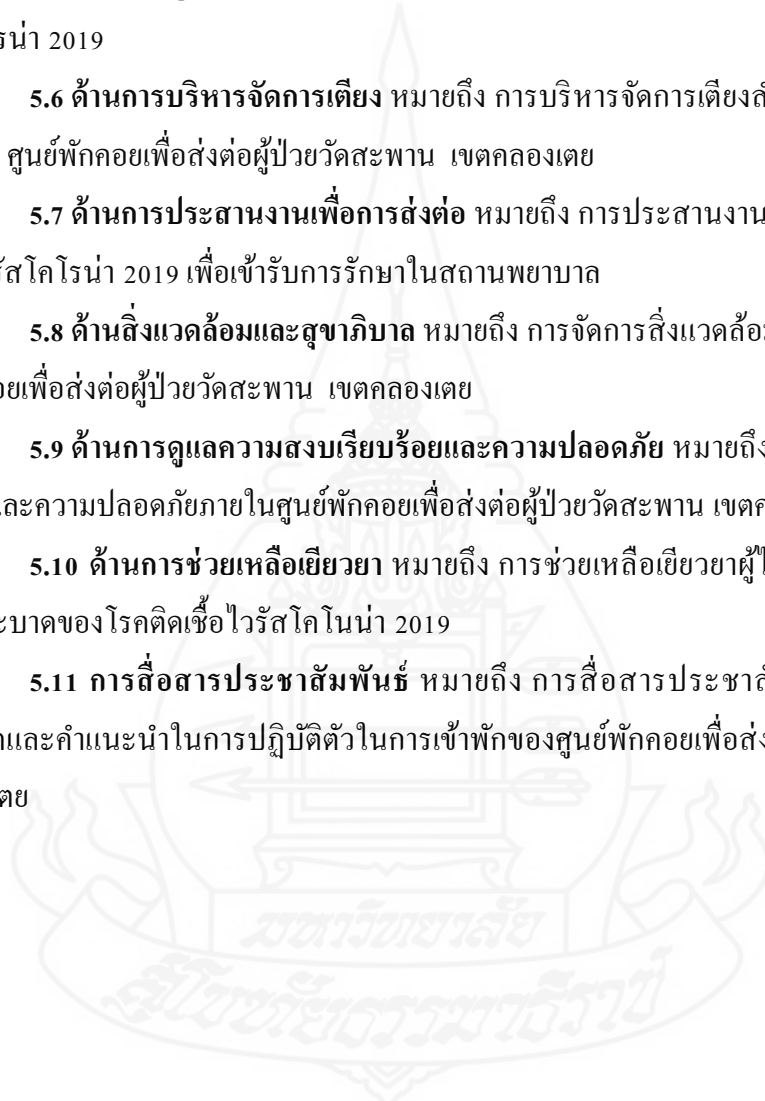 รน่า 2019
5.6 ด้านการบริหารจัดการเตียง หมายถึง การบริหารจัดการเตียง
ศูนย์พักคอยเพื่อส่งต่อผู้ป่วยวัดสะพาน เขตคลองเตย
5.7 ด้านการประสานงานเพื่อการส่งต่อ หมายถึง การประสานงาน
รัสโคโรน่า 2019 เพื่อเข้ารับการรักษาในสถานพยาบาล
5.8 ด้านสิ่งแวดล้อมและสุขาภิบาล หมายถึง การจัดการสิ่งแวดล้อ
อยเพื่อส่งต่อผู้ป่วยวัดสะพาน เขตคลองเตย
5.9 ด้านการดูแลความสงบเรียบร้อยและความปลอดภัย หมายถึง
และความปลอดภัยภายในศูนย์พักคอยเพื่อส่งต่อผู้ป่วยวัดสะพาน เขต
5.10 ด้านการช่วยเหลือเยียวยา หมายถึง การช่วยเหลือเยียวยาผู้ไ
ะบาดของโรคติดเชื้อไวรัสโคโนน่า 2019
5.11 การสื่อสารประชาสัมพันธ์ หมายถึง การสื่อสารประชาสั
และคำแนะนำในการปฏิบัติตัวในการเข้าพักของศูนย์พักคอยเพื่อส่ง
ตย
มหาวิทยาลัย
สุโขทัยธรรมาธิราช